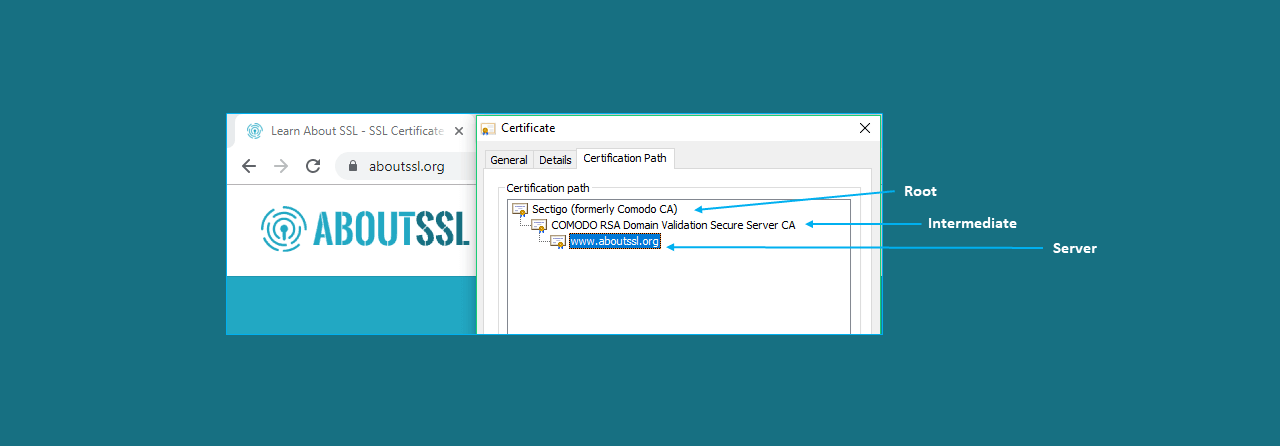 Learn About SSL - SSL Certificate
Certificate
General
Details
Certification Path
aboutssl.org
Certification path
ABOUTSSL
Sectigo (formerly Comodo CA)
COMODO RSA Domain Validation Secure Server CA
www.aboutssl.org
Root
Intermediate
Server